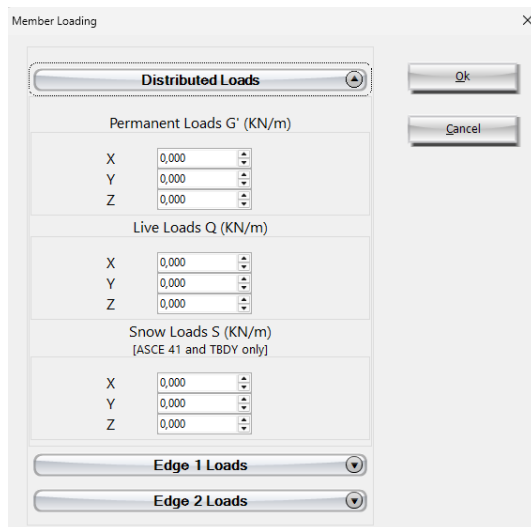 Member Loading
Distributed Loads
Ok
Permanent Loads G' (KN/m)
Cancel
X 0,000
Y 0,000
Z 0,000
Live Loads Q (KN/m)
X 0,000
Y 0,000
Z 0,000
Snow Loads S (KN/m)
[ASCE 41 and TBDY only]
X 0,000
Y 0,000
Z 0,000
Edge 1 Loads
Edge 2 Loads